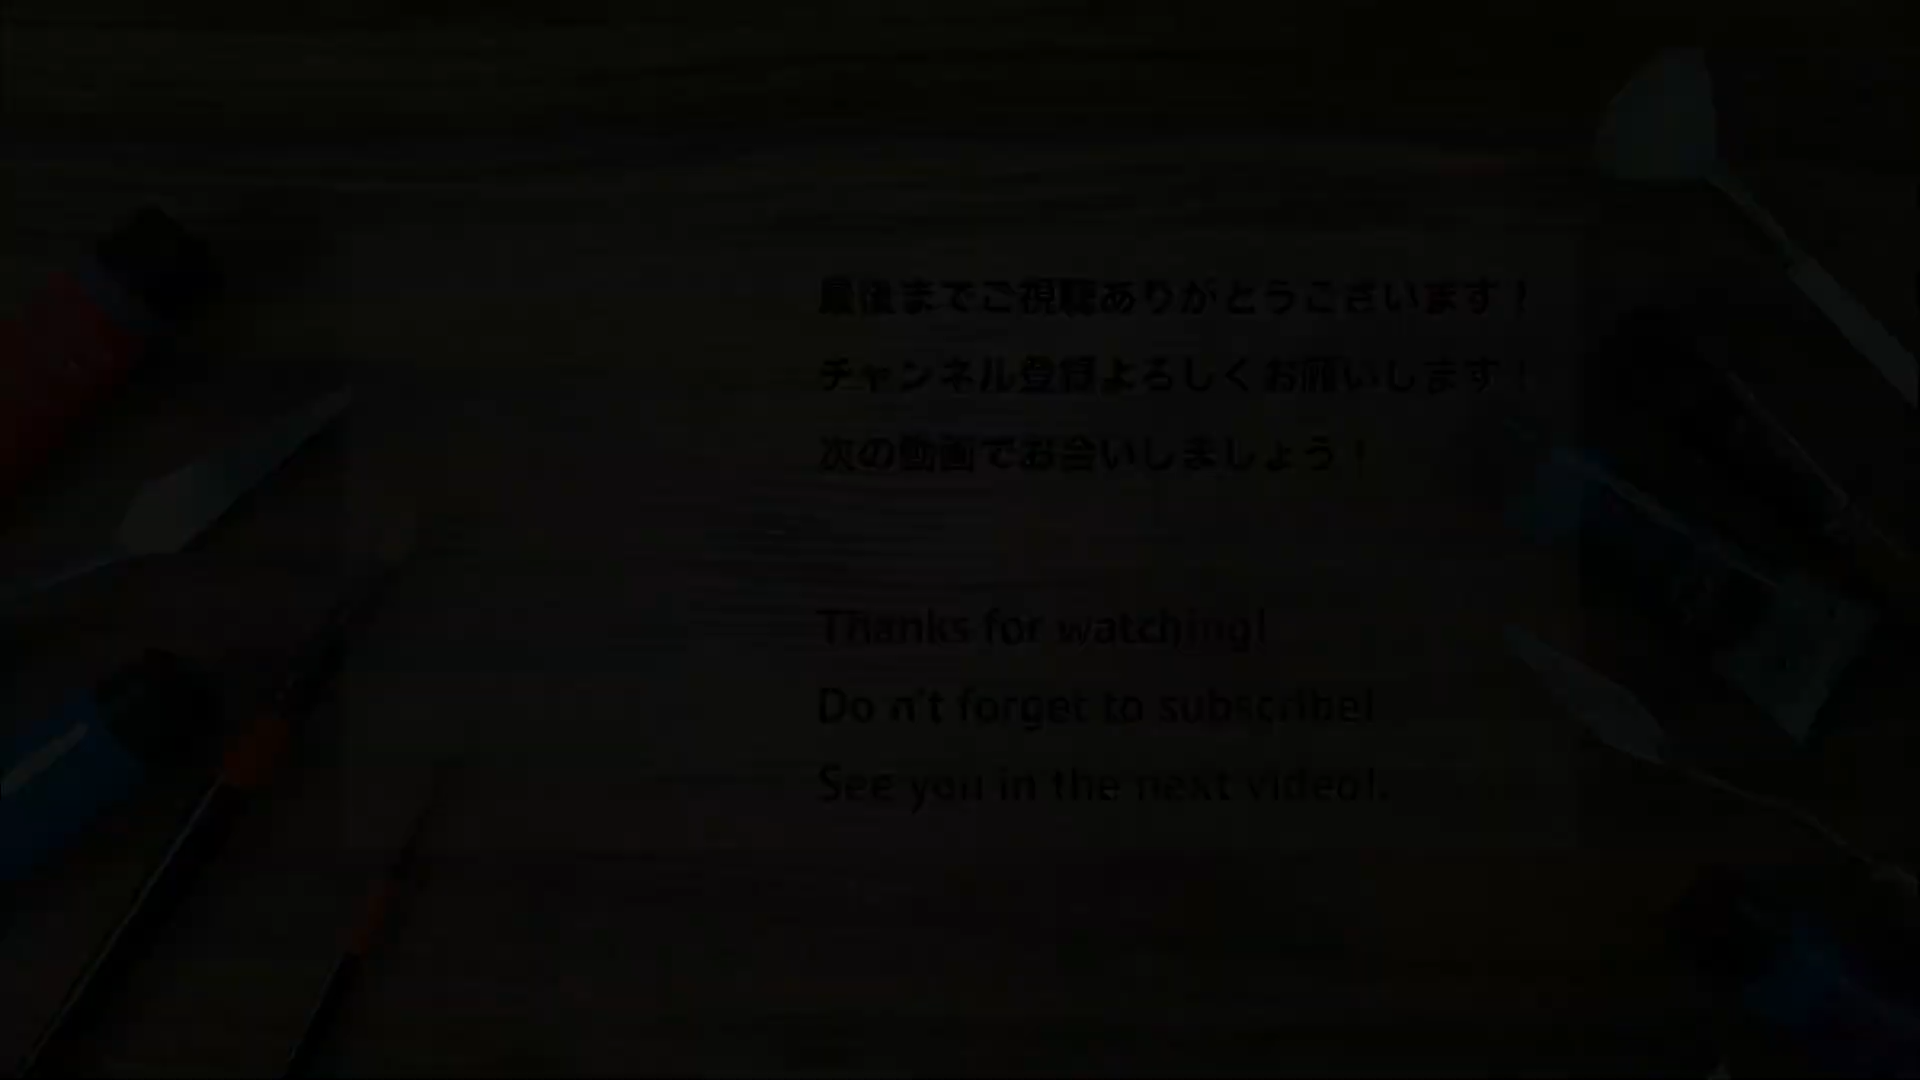 最後までご視聴ありがとうございます！
チャンネル登録よろしくお願いします！
次の動画でお会いしましょう！
Thanks for watching!
Don't forget to subscribe!
See you in the next video!.